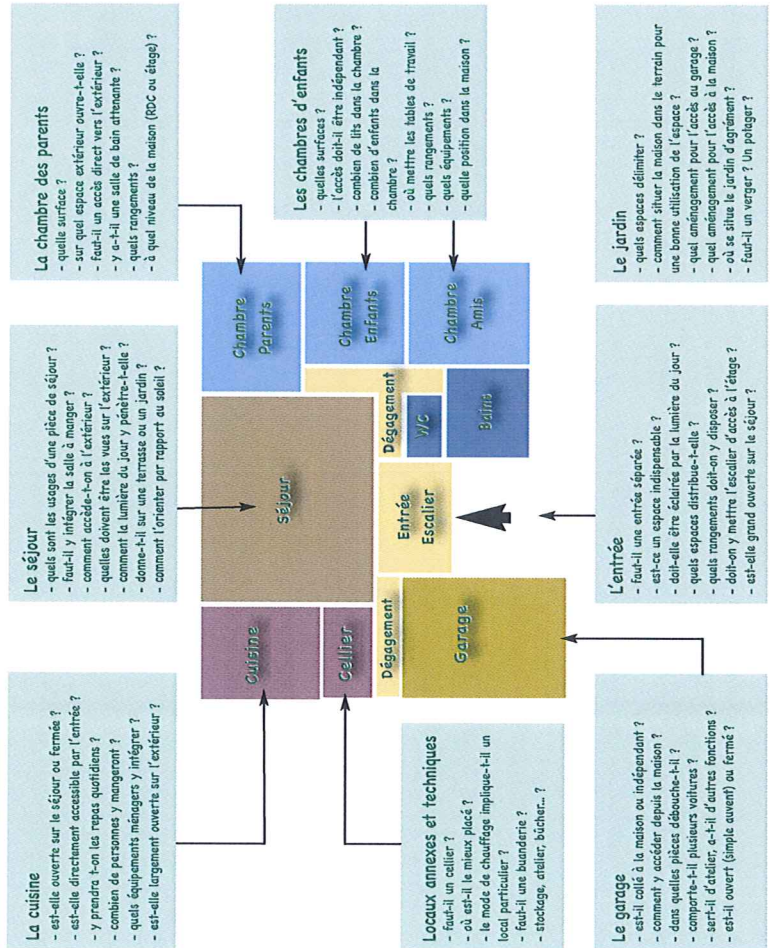 La cuisine
- est-elle ouverte sur le séjour ou fermée ?
- est-elle directement accessible par l'entrée ?
- y prendra t-on les repas quotidiens ?
- combien de personnes y mangeront ?
- quels équipements ménagers y intégrer ?
- est-elle largement ouverte sur l'extérieur ?
Le séjour
- quels sont les usages d'une pièce de séjour ?
- faut-il y intégrer la salle à manger ?
- comment accède-t-on à l'extérieur ?
- quelles doivent être les vues sur l'extérieur ?
- comment la lumière du jour y pénètre-t-elle ?
- donne-t-il sur une terrasse ou un jardin ?
- comment l'orienter par rapport au soleil ?
La chambre des parents
- quelle surface ?
- sur quel espace extérieur ouvre-t-elle ?
- faut-il un accès direct vers l'extérieur ?
- y a-t-il une salle de bain attenante ?
- quels rangements ?
- à quel niveau de la maison (RDC ou étage) ?
Locaux annexes et techniques
- faut-il un cellier ?
- où est-il le mieux placé ?
- le mode de chauffage implique-t-il un
local particulier ?
- faut-il une buanderie ?
- stockage, atelier, bûcher... ?
Cuisine
Cellier
Dégagement
Garage
Séjour
Entrée
Escalier
Dégagement
WC
Bains
Chambre
Parents
Chambre
Enfants
Chambre
Amis
Les chambres d'enfants
- quelles surfaces ?
- l'accès doit-il être indépendant ?
- combien de lits dans la chambre ?
- combien d'enfants dans la
chambre ?
- où mettre les tables de travail ?
- quels rangements ?
- quels équipements ?
- quelle position dans la maison ?
Le garage
- est-il collé à la maison ou indépendant ?
- comment y accéder depuis la maison ?
- dans quelles pièces débouche-t-il ?
- comporte-t-il plusieurs voitures ?
- sert-il d'atelier, a-t-il d'autres fonctions ?
- est-il ouvert (simple auvent) ou fermé ?
L'entrée
- faut-il une entrée séparée ?
- est-ce un espace indispensable ?
- doit-elle être éclairée par la lumière du jour ?
- quels espaces distribue-t-elle ?
- quels rangements doit-on y disposer ?
- doit-on y mettre l'escalier d'accès à l'étage ?
- est-elle grand ouverte sur le séjour ?
Le jardin
- quels espaces délimiter ?
- comment situer la maison dans le terrain pour
une bonne utilisation de l'espace ?
- quel aménagement pour l'accès au garage ?
- quel aménagement pour l'accès à la maison ?
- où se situe le jardin d'agrément ?
- faut-il un verger ? Un potager ?